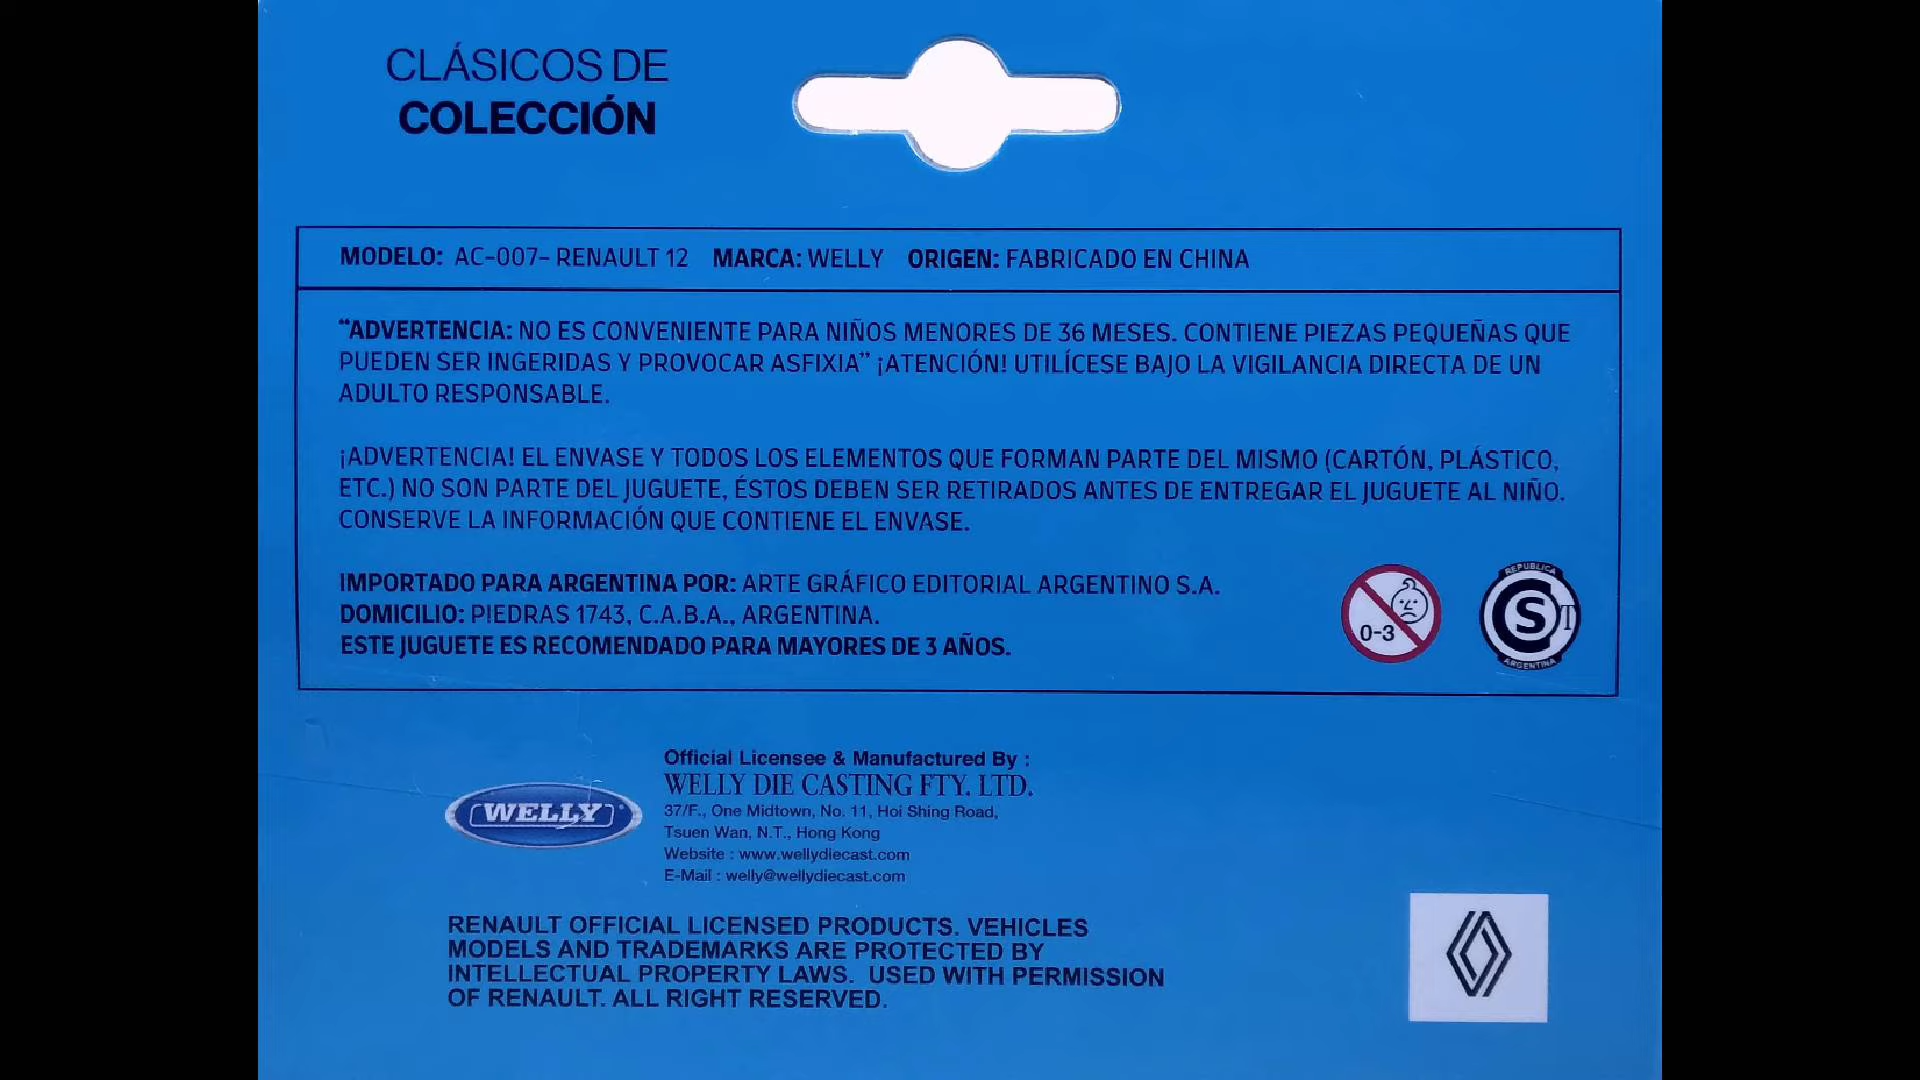 CLÁSICOS DE
COLECCIÓN
MODELO: AC-007- RENAULT 12 MARCA: WELLY ORIGEN: FABRICADO EN CHINA
“ADVERTENCIA: NO ES CONVENIENTE PARA NIÑOS MENORES DE 36 MESES. CONTIENE PIEZAS PEQUEÑAS QUE
PUEDEN SER INGERIDAS Y PROVOCAR ASFIXIA” ¡ATENCIÓN! UTILÍCESE BAJO LA VIGILANCIA DIRECTA DE UN
ADULTO RESPONSABLE.
¡ADVERTENCIA! EL ENVASE Y TODOS LOS ELEMENTOS QUE FORMAN PARTE DEL MISMO (CARTÓN, PLÁSTICO,
ETC.) NO SON PARTE DEL JUGUETE, ÉSTOS DEBEN SER RETIRADOS ANTES DE ENTREGAR EL JUGUETE AL NIÑO.
CONSERVE LA INFORMACIÓN QUE CONTIENE EL ENVASE.
IMPORTADO PARA ARGENTINA POR: ARTE GRÁFICO EDITORIAL ARGENTINO S.A.
DOMICILIO: PIEDRAS 1743, C.A.B.A., ARGENTINA.
ESTE JUGUETE ES RECOMENDADO PARA MAYORES DE 3 AÑOS.
0-3
REPUBLICA
S T
ARGENTINA
Official Licensee & Manufactured By :
WELLY DIE CASTING FTY. LTD.
37/F., One Midtown, No. 11, Hoi Shing Road,
Tsuen Wan, N.T., Hong Kong
Website : www.wellydiecast.com
E-Mail : welly@wellydiecast.com
WELLY
RENAULT OFFICIAL LICENSED PRODUCTS. VEHICLES
MODELS AND TRADEMARKS ARE PROTECTED BY
INTELLECTUAL PROPERTY LAWS. USED WITH PERMISSION
OF RENAULT. ALL RIGHT RESERVED.